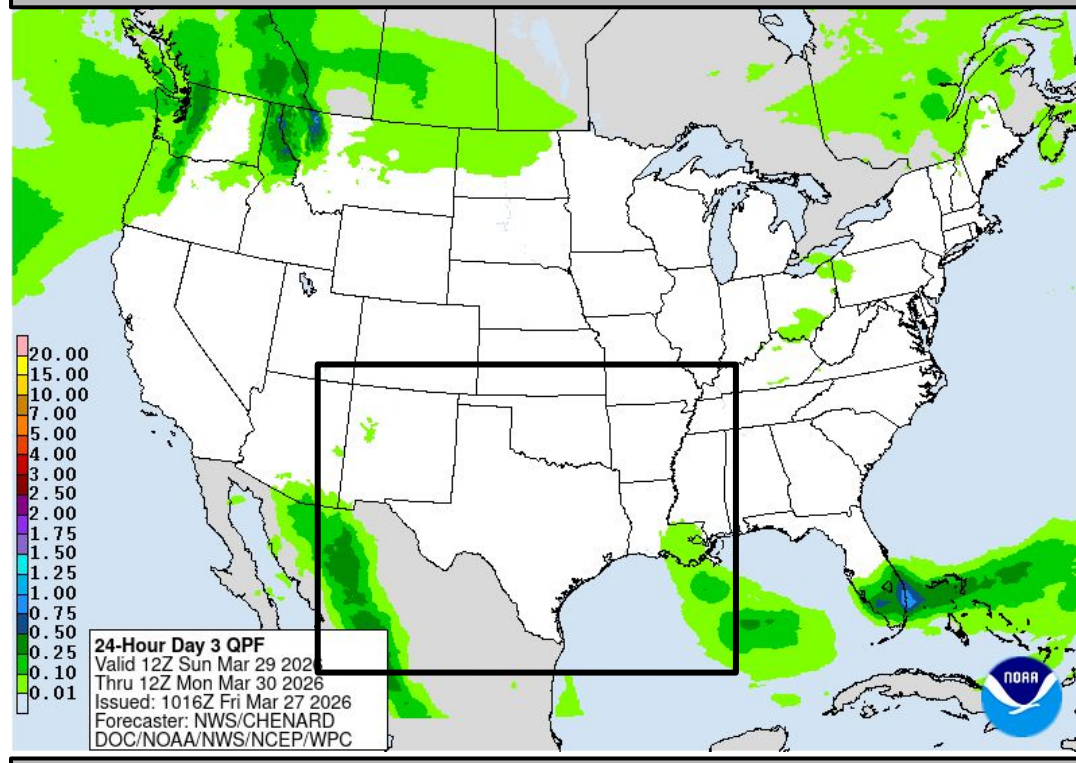 20.00
15.00
10.00
7.00
5.00
4.00
3.00
2.50
2.00
1.75
1.50
1.25
1.00
0.75
0.50
0.25
0.10
0.01
24-Hour Day 3 QPF
Valid 12Z Sun Mar 29 2026
Thru 12Z Mon Mar 30 2026
Issued: 1016Z Fri Mar 27 2026
Forecaster: NWS/CHENARD
DOC/NOAA/NWS/NCEP/WPC
NOAA